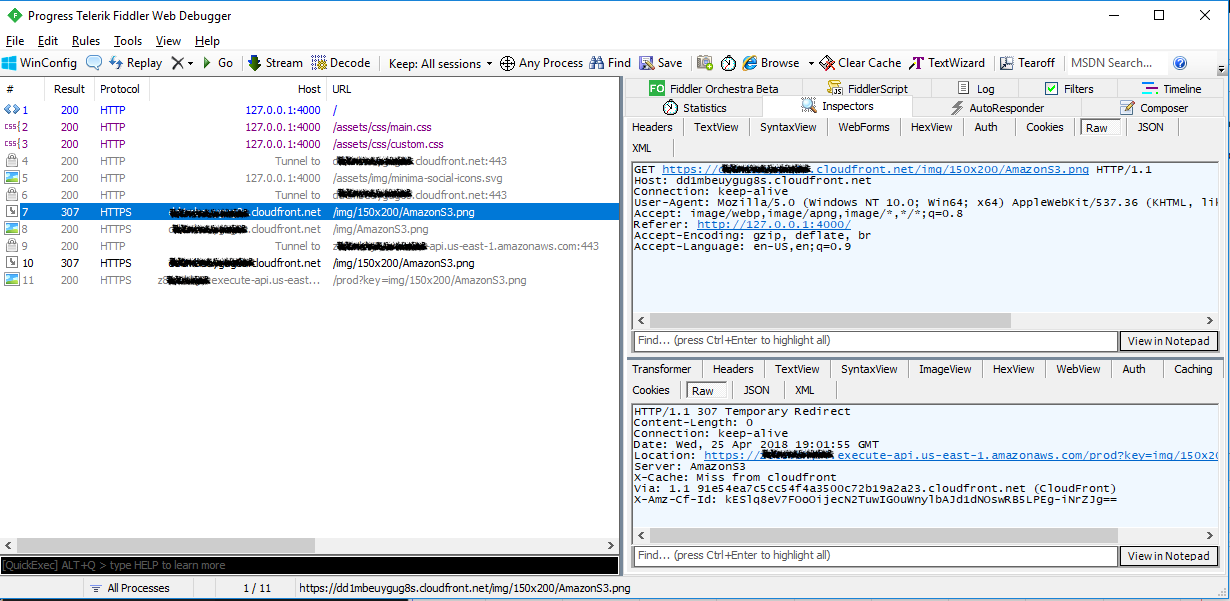 Progress Telerik Fiddler Web Debugger
File Edit Rules Tools View Help
WinConfig Replay Go Stream Decode Keep: All sessions Any Process Find Save Browse Clear Cache TextWizard Tearoff MSDN Search...
# Result Protocol Host URL
1 200 HTTP 127.0.0.1:4000 /
2 200 HTTP 127.0.0.1:4000 /assets/css/main.css
3 200 HTTP 127.0.0.1:4000 /assets/css/custom.css
4 200 HTTP Tunnel to cloudfront.net:443
5 200 HTTP 127.0.0.1:4000 /assets/img/minima-social-icons.svg
6 200 HTTP Tunnel to .cloudfront.net:443
7 307 HTTPS .cloudfront.net /img/150x200/AmazonS3.png
8 200 HTTPS .cloudfront.net /img/AmazonS3.png
9 200 HTTP Tunnel to -api.us-east-1.amazonaws.com:443
10 307 HTTPS cloudfront.net /img/150x200/AmazonS3.png
11 200 HTTPS execute-api.us-east... /prod?key=img/150x200/AmazonS3.png
[QuickExec] ALT+Q > type HELP to learn more
All Processes 1 / 11 https://dd1mbeuygug8s.cloudfront.net/img/150x200/AmazonS3.png
FO Fiddler Orchestra Beta FiddlerScript Log Filters Timeline
Statistics Inspectors AutoResponder Composer
Headers TextView SyntaxView WebForms HexView Auth Cookies Raw JSON
XML
GET https://d .cloudfront.net/img/150x200/AmazonS3.png HTTP/1.1
Host: dd1mbeuygug8s.cloudfront.net
Connection: keep-alive
User-Agent: Mozilla/5.0 (Windows NT 10.0; Win64; x64) AppleWebKit/537.36 (KHTML, lik
Accept: image/webp,image/apng,image/*,*/*;q=0.8
Referer: http://127.0.0.1:4000/
Accept-Encoding: gzip, deflate, br
Accept-Language: en-US,en;q=0.9
Find... (press Ctrl+Enter to highlight all) View in Notepad
Transformer Headers TextView SyntaxView ImageView HexView WebView Auth Caching
Cookies Raw JSON XML
HTTP/1.1 307 Temporary Redirect
Content-Length: 0
Connection: keep-alive
Date: Wed, 25 Apr 2018 19:01:55 GMT
Location: https:// .execute-api.us-east-1.amazonaws.com/prod?key=img/150x20
Server: AmazonS3
X-Cache: Miss from cloudfront
Via: 1.1 91e54ea7c5cc54f4a3500c72b19a2a23.cloudfront.net (CloudFront)
X-Amz-Cf-Id: kESlq8eV7FOoOijecN2TuwIGOuWnylbAJd1dNOswRB5LPEg-iNrZJg==
Find... (press Ctrl+Enter to highlight all) View in Notepad